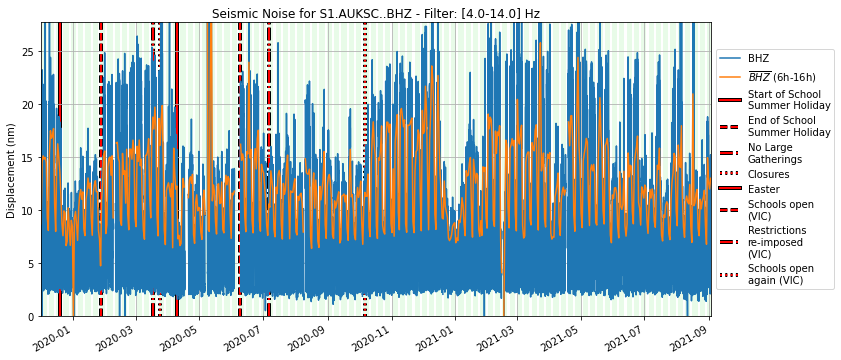 Seismic Noise for S1.AUKSC..BHZ - Filter: [4.0-14.0] Hz
Displacement (nm)
25
20
15
10
5
0
2020-01
2020-03
2020-05
2020-07
2020-09
2020-11
2021-01
2021-03
2021-05
2021-07
2021-09
BHZ
BHZ (6h-16h)
Start of School
Summer Holiday
End of School
Summer Holiday
No Large
Gatherings
Closures
Easter
Schools open
(VIC)
Restrictions
re-imposed
(VIC)
Schools open
again (VIC)